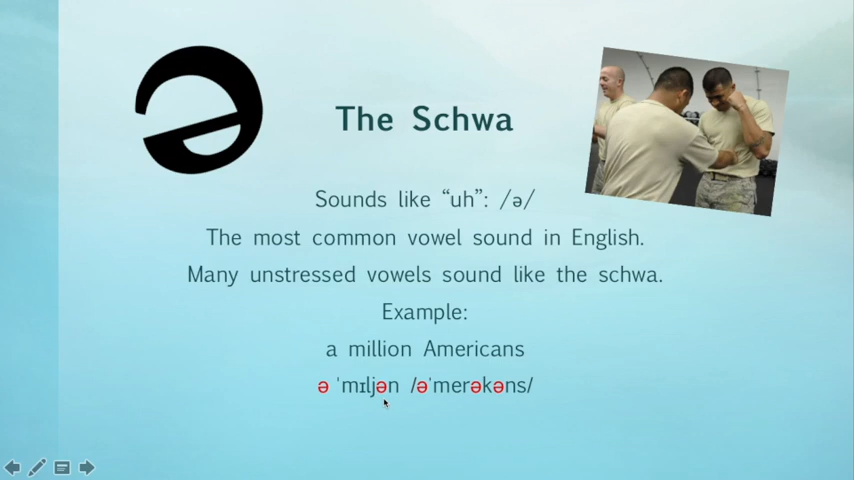 ə
The Schwa
Sounds like “uh”: /ə/
The most common vowel sound in English.
Many unstressed vowels sound like the schwa.
Example:
a million Americans
ə ˈmɪljən /əˈmerəkəns/